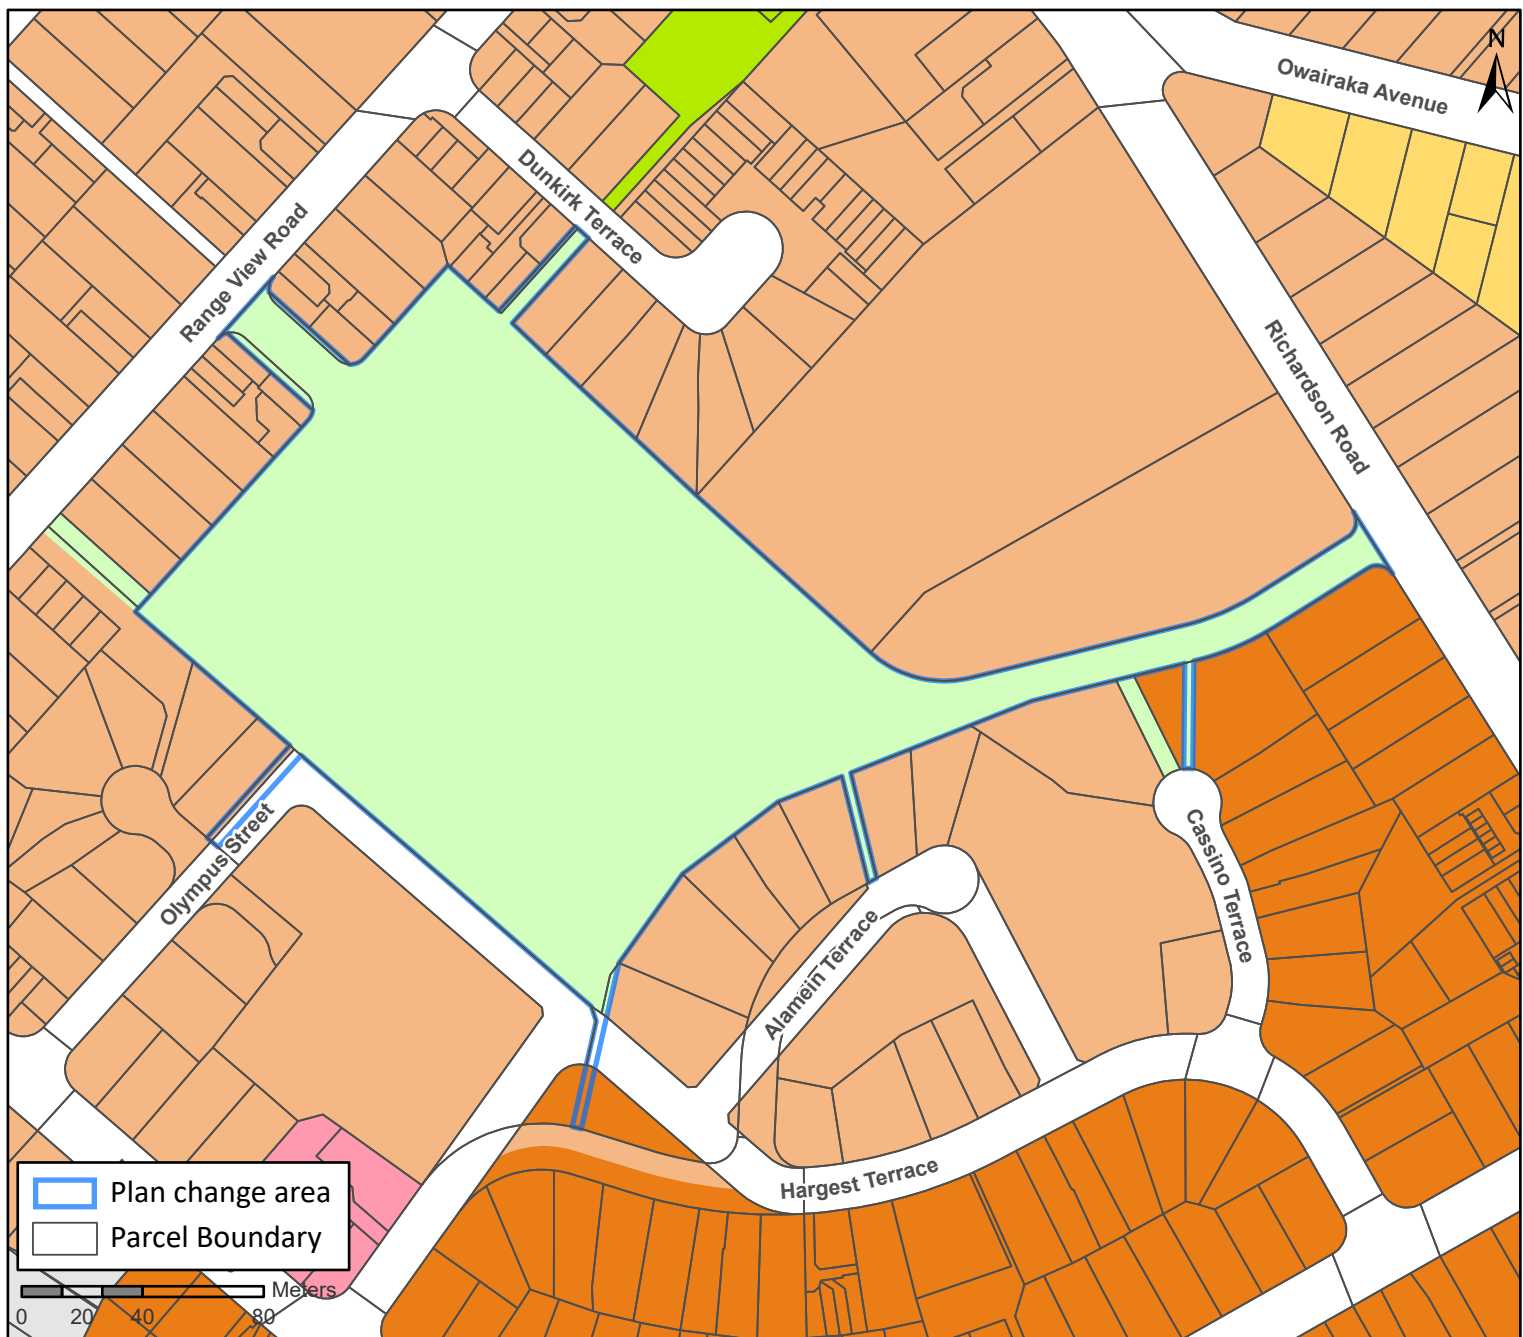 N
Owairaka Avenue
Dunkirk Terrace
Range View Road
Richardson Road
Olympus Street
Cassino Terrace
Alamein Terrace
Hargest Terrace
Plan change area
Parcel Boundary
Meters
0 20 40 80